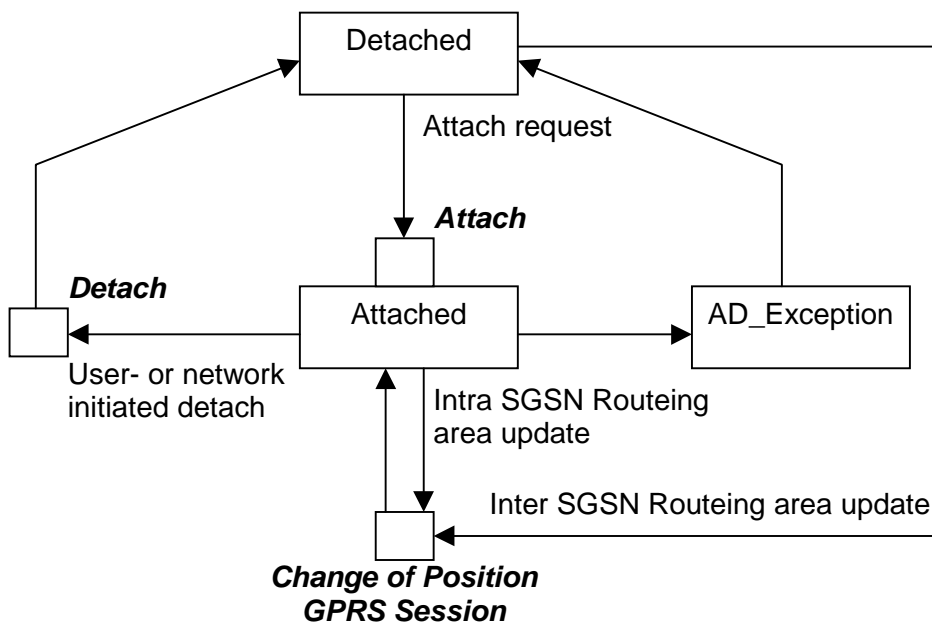 Detached
Attach request
Attach
Detach
Attached
AD_Exception
User- or network
initiated detach
Intra SGSN Routeing
area update
Inter SGSN Routeing area update
Change of Position
GPRS Session